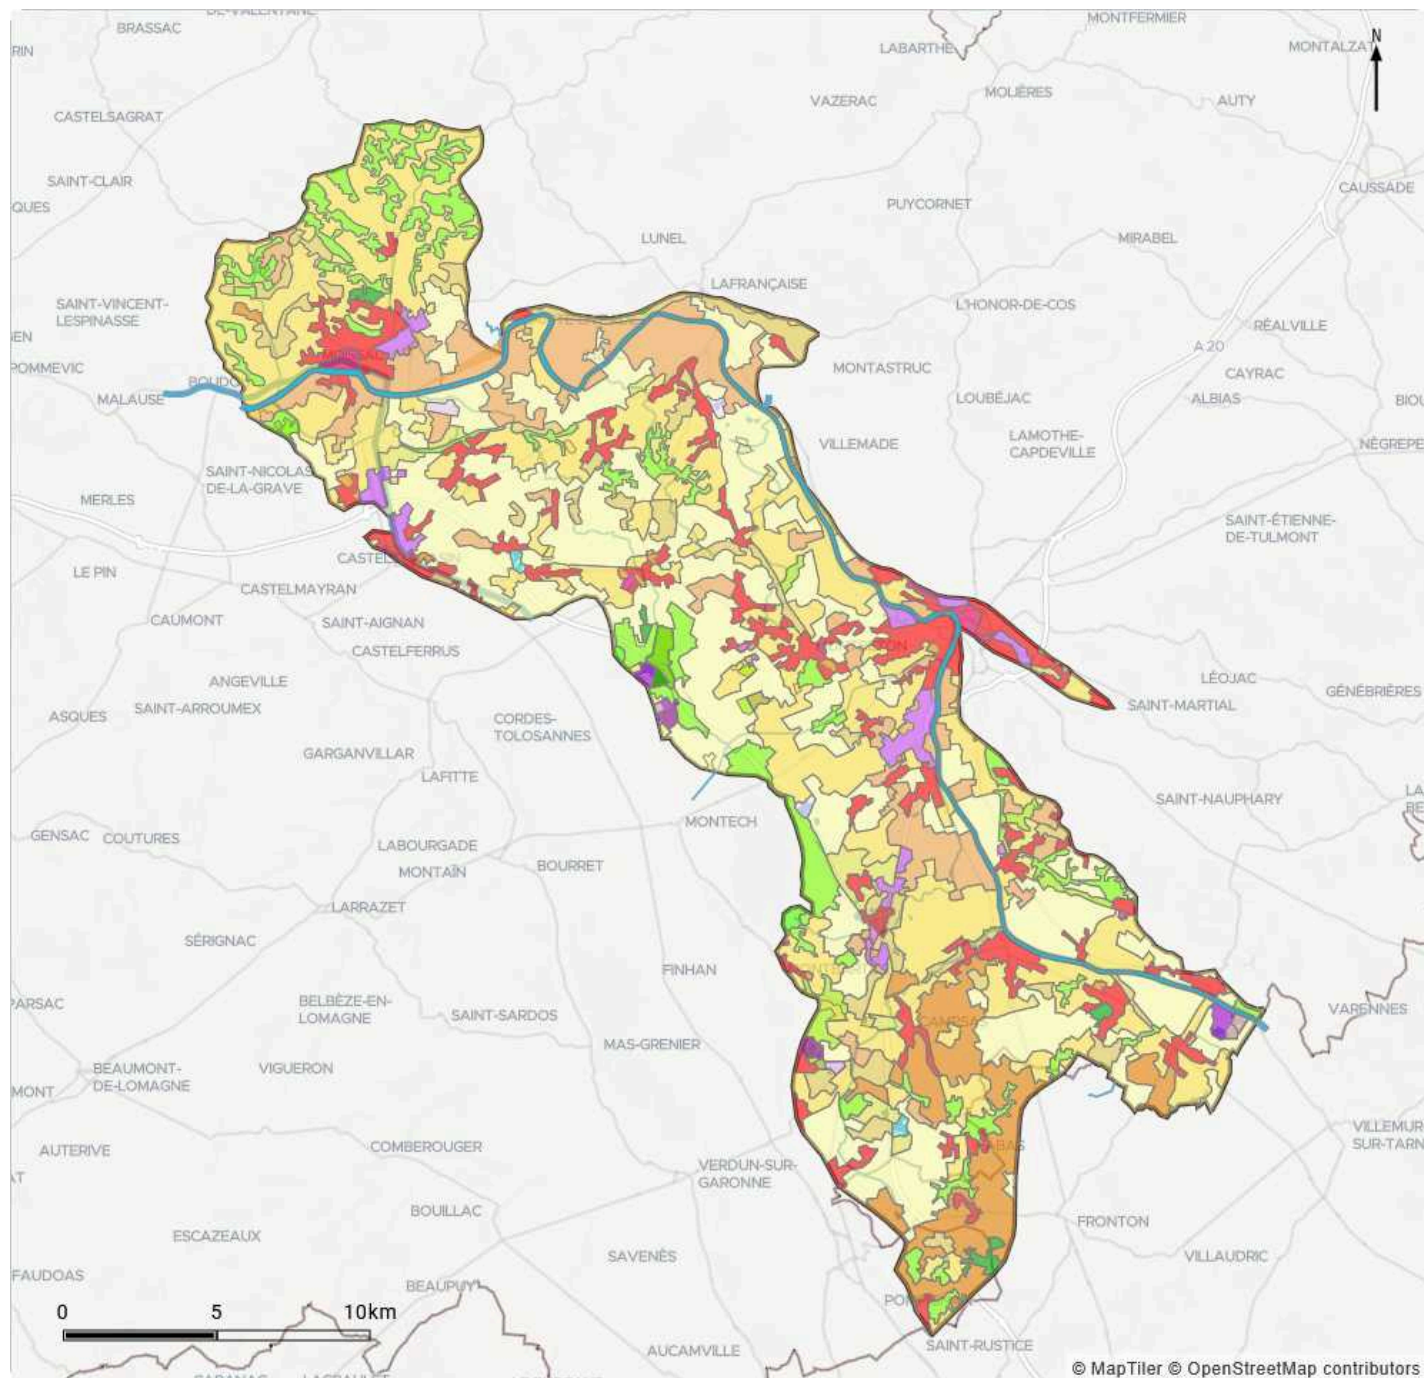 MONTFERMIER
BRASSAC
N
LABARTHE
MONTALZAT
VAZERAC
MOLIÈRES
AUTY
CASTELSAGRAT
SAINT-CLAIR
CAUSSADE
QUES
PUYCORNET
LUNEL
MIRABEL
LAFRANÇAISE
SAINT-VINCENT-
LESPINASSE
L'HONOR-DE-COS
RÉALVILLE
A 20
POMMEVIC
MONTASTRUC
CAYRAC
MALAUSE
LOUBÉJAC
ALBIAS
BIOU
VILLEMADE
LAMOTHE-
CAPDEVILLE
NÈGREPE
SAINT-NICOLAS
DE-LA-GRAVE
MERLES
SAINT-ÉTIENNE-
DE-TULMONT
LE PIN
CASTELMAYRAN
CAUMONT
SAINT-AIGNAN
CASTELFERRUS
LÉOJAC
ANGEVILLE
GÉNÉBRIÈRES
SAINT-ARROUMEX
SAINT-MARTIAL
ASQUES
CORDES-
TOLOSANNES
GARGANVILLAR
LAFITTE
SAINT-NAUPHARY
LA
BE
MONTECH
GENSAC
COUTURES
LABOURGADE
BOURRET
MONTAÏN
LARRAZET
SÉRIGNAC
FINHAN
PARSAC
BELBÈZE-EN-
LOMAGNE
SAINT-SARDOS
VARENNES
MAS-GRENIER
BEAUMONT-
DE-LOMAGNE
VIGUERON
MONT
VILLEMUR
SUR-TARN
AUTERIVE
COMBEROUGER
VERDUN-SUR-
GARONNE
BOUILLAC
FRONTON
ESCAZEAUX
SAVENÈS
VILLAUDRIC
FAUDOAS
BEAUPUY
0 5 10km
SAINT-RUSTICE
AUCAMVILLE
© MapTiler © OpenStreetMap contributors